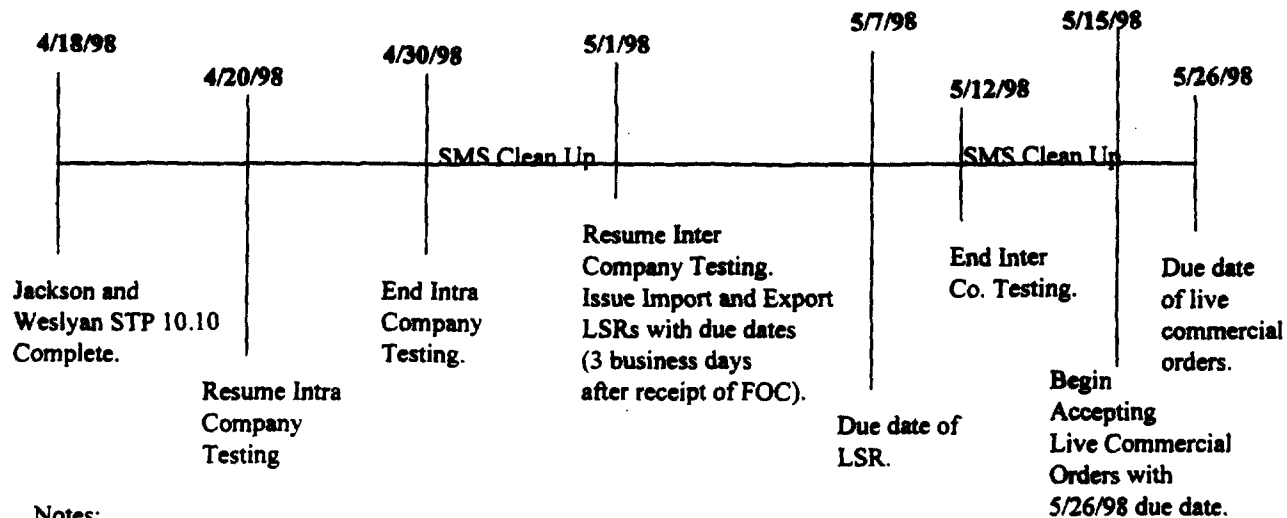 4/18/98
4/20/98
4/30/98
5/1/98
5/7/98
5/12/98
5/15/98
5/26/98
SMS Clean Up
SMS Clean Up
Jackson and
Weslyan STP 10.10
Complete.
Resume Intra
Company
Testing
End Intra
Company
Testing.
Resume Inter
Company Testing.
Issue Import and Export
LSRs with due dates
(3 business days
after receipt of FOC).
Due date of
LSR.
End Inter
Co. Testing.
Begin
Accepting
Live Commercial
Orders with
5/26/98 due date.
Due date
of live
commercial
orders.
Notes: